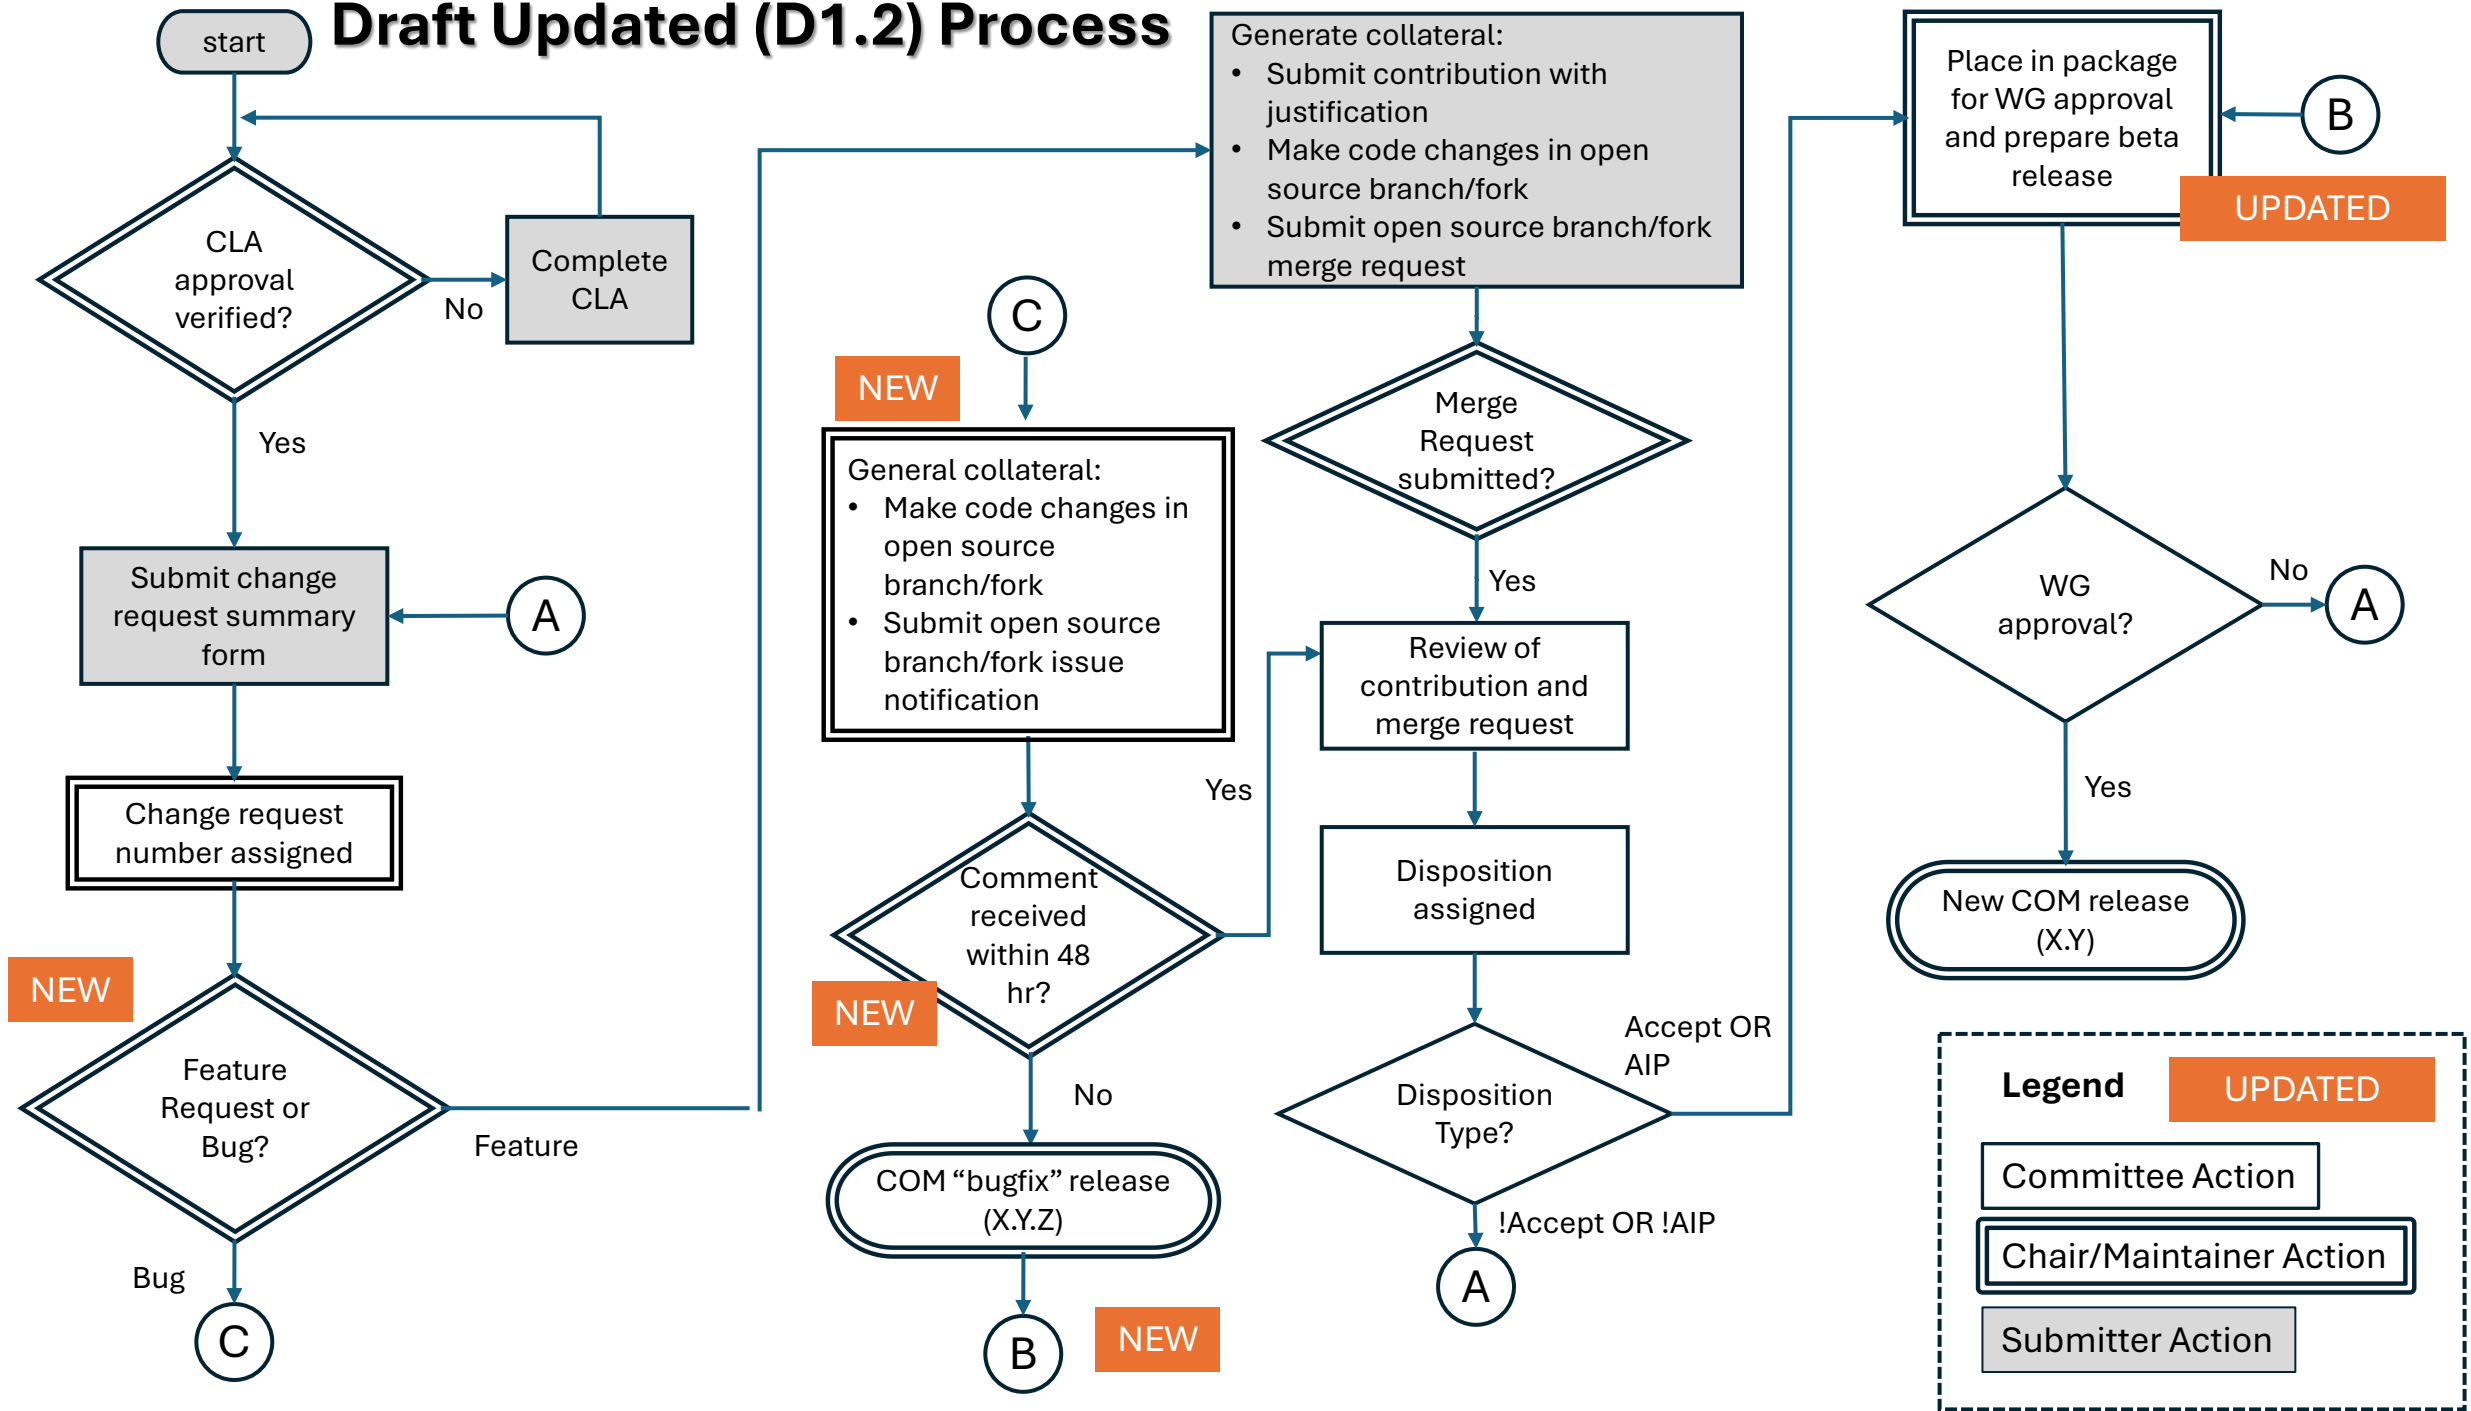 Draft Updated (D1.2) Process
start
CLA
approval
verified?
No
Complete
CLA
Yes
Submit change
request summary
form
A
Change request
number assigned
NEW
Feature
Request or
Bug?
Feature
Bug
C
C
NEW
General collateral:
• Make code changes in
open source
branch/fork
• Submit open source
branch/fork issue
notification
Comment
received
within 48
hr?
NEW
Yes
No
COM “bugfix” release
(X.Y.Z)
B
NEW
Generate collateral:
• Submit contribution with
justification
• Make code changes in open
source branch/fork
• Submit open source branch/fork
merge request
Merge
Request
submitted?
Yes
Review of
contribution and
merge request
Disposition
assigned
Disposition
Type?
Accept OR
AIP
!Accept OR !AIP
A
Place in package
for WG approval
and prepare beta
release
B
UPDATED
WG
approval?
No
A
Yes
New COM release
(X.Y)
Legend
UPDATED
Committee Action
Chair/Maintainer Action
Submitter Action